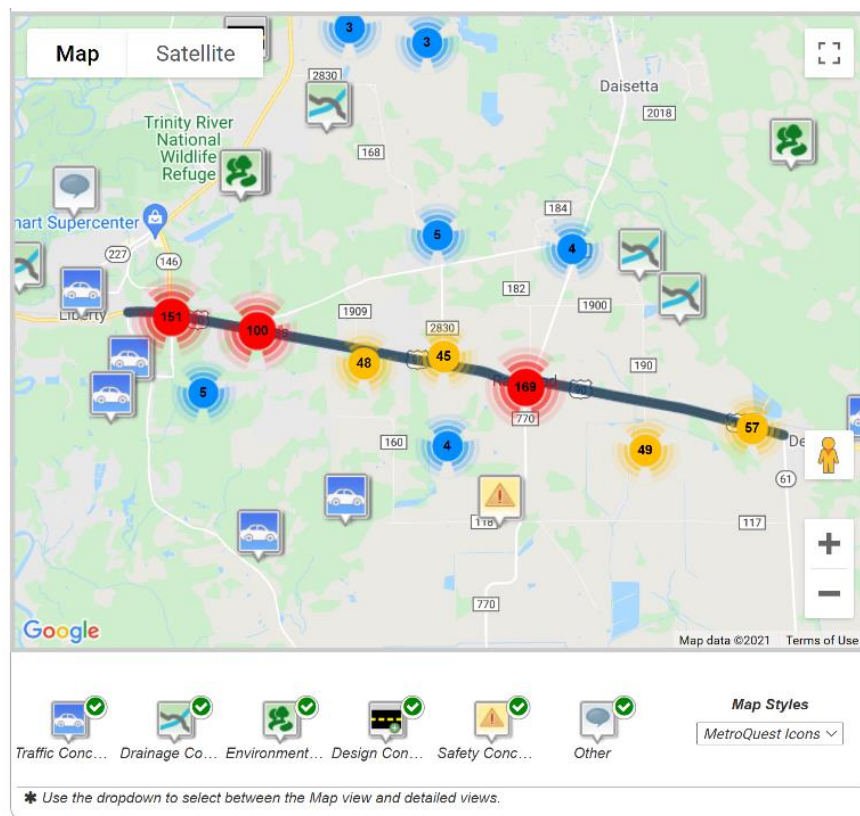 3
3
Map Satellite
2830
Daisetta
2018
Trinity River
National
Wildlife
Refuge
168
mart Supercenter
184
5
4
227
146
182
1909
1900
Liberty
151
100
2830
48
45
190
169
90
5
770
57
De
160
4
49
61
118
117
770
Google
Map data ©2021 Terms of Use
Traffic Conc... Drainage Co... Environment... Design Con... Safety Conc... Other
Map Styles
MetroQuest Icons
✱ Use the dropdown to select between the Map view and detailed views.